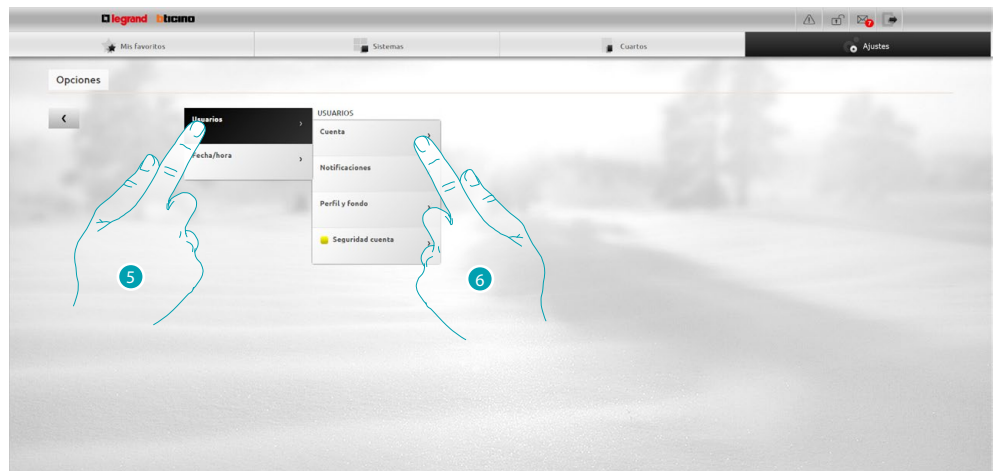 legrand bticino
7
Mis favoritos
Sistemas
Cuartos
Ajustes
Opciones
Usuarios
Fecha/hora
USUARIOS
Cuenta
Notificaciones
Perfil y fondo
Seguridad cuenta
5
6